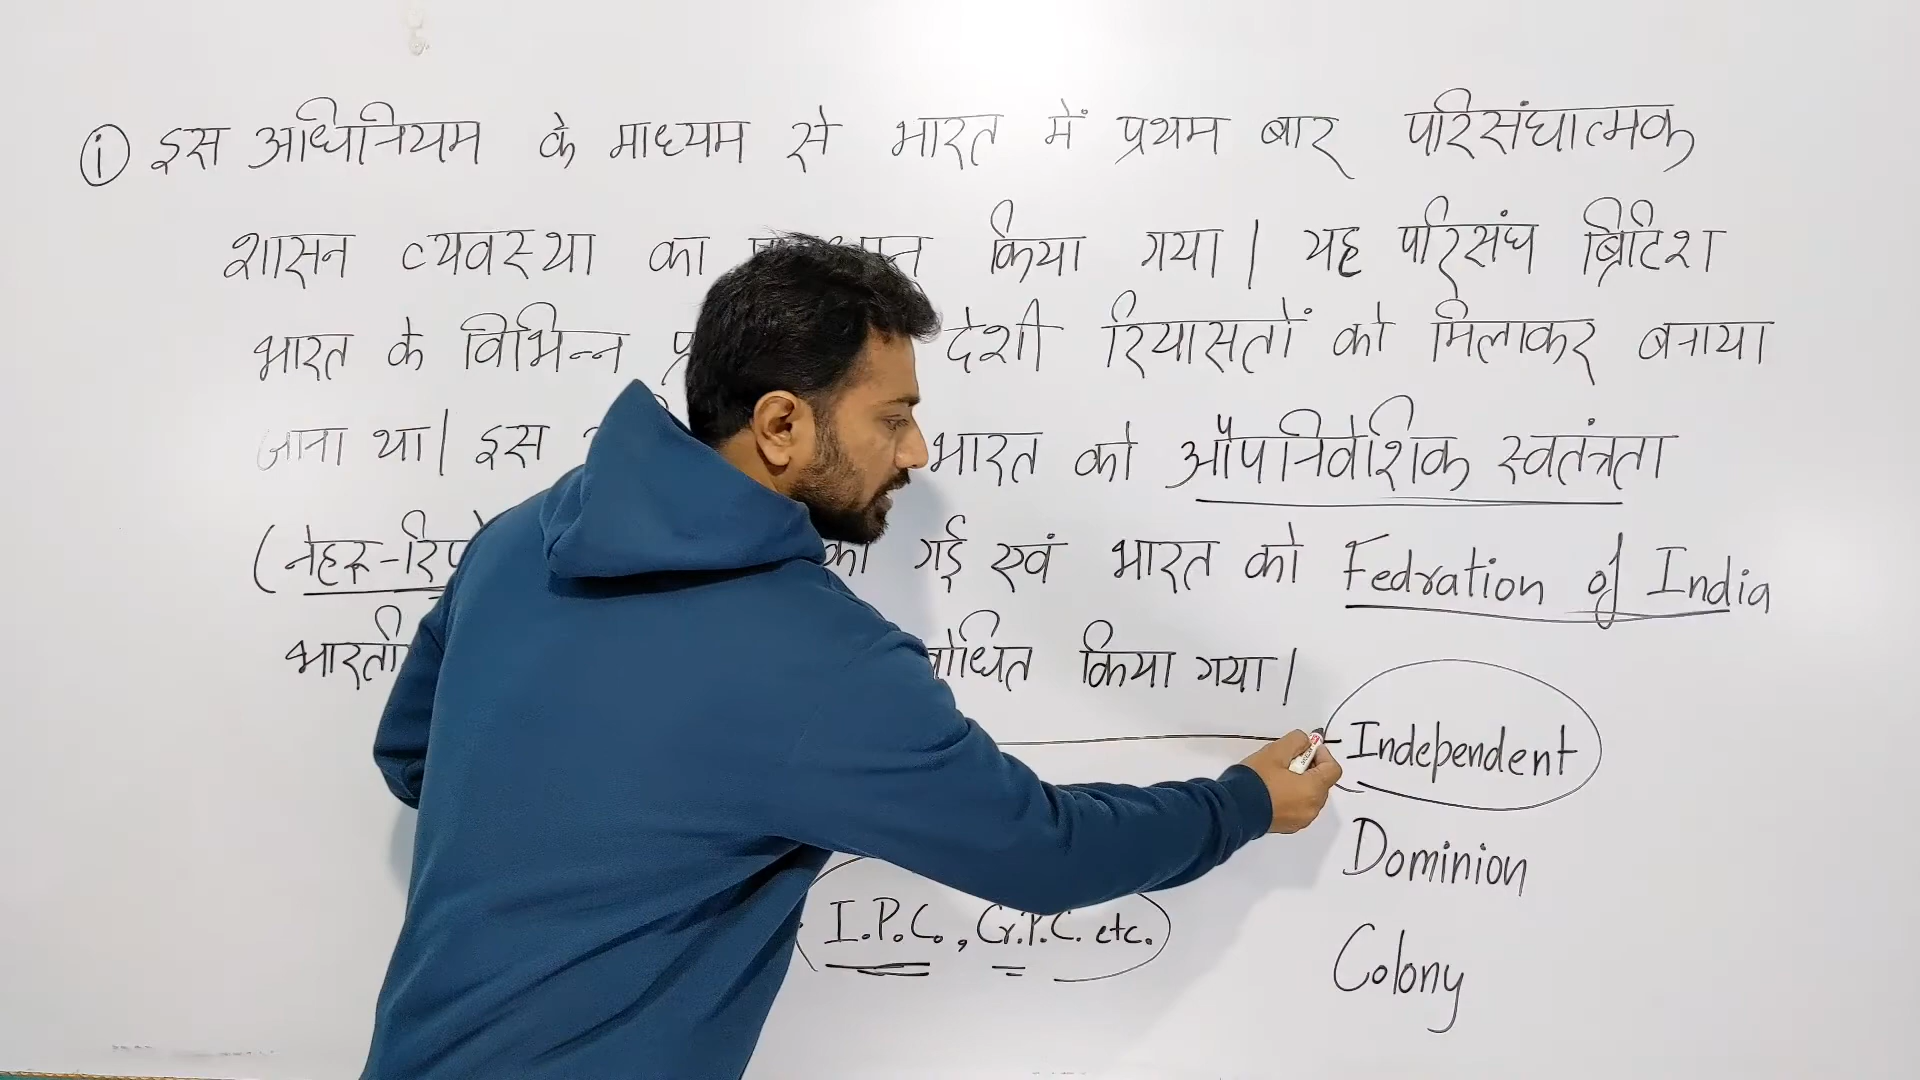 i इस अधिनियम के माध्यम से भारत में प्रथम बार परिसंघात्मक
शासन व्यवस्था का किया गया| यह परिसंघ ब्रिटिश
भारत के विभिन्न देशी रियासतों को मिलाकर बनाया
जाना था| इस भारत को औपनिवेशिक स्वतंत्रता
(नेहरू-रिपो की गई एवं भारत को Fedration of India
भारती किया गया|
Independent
Dominion
I.P.C., Cr.P.C. etc.
Colony